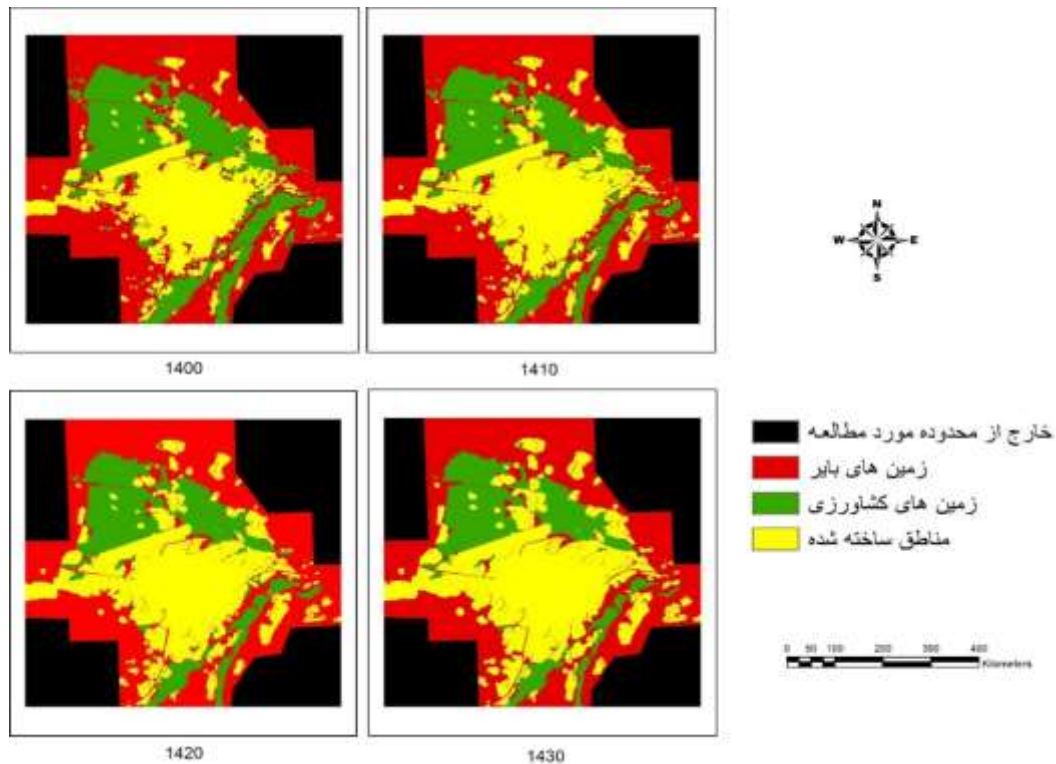 1400
1410
N
W E
S
خارج از محدوده مورد مطالعه
زمین های بایر
زمین های کشاورزی
مناطق ساخته شده
0 50 100 200 300 400
Kilometers
1420
1430